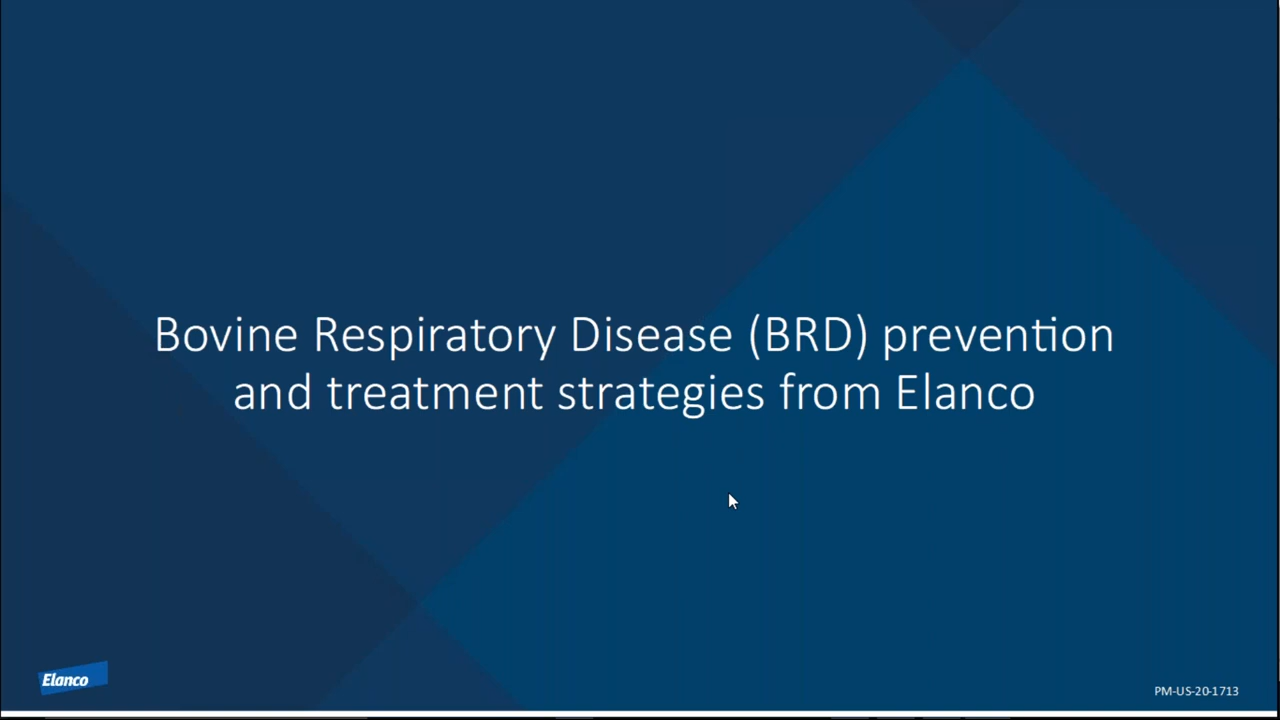 Bovine Respiratory Disease (BRD) prevention
and treatment strategies from Elanco
Elanco
PM-US-20-1713